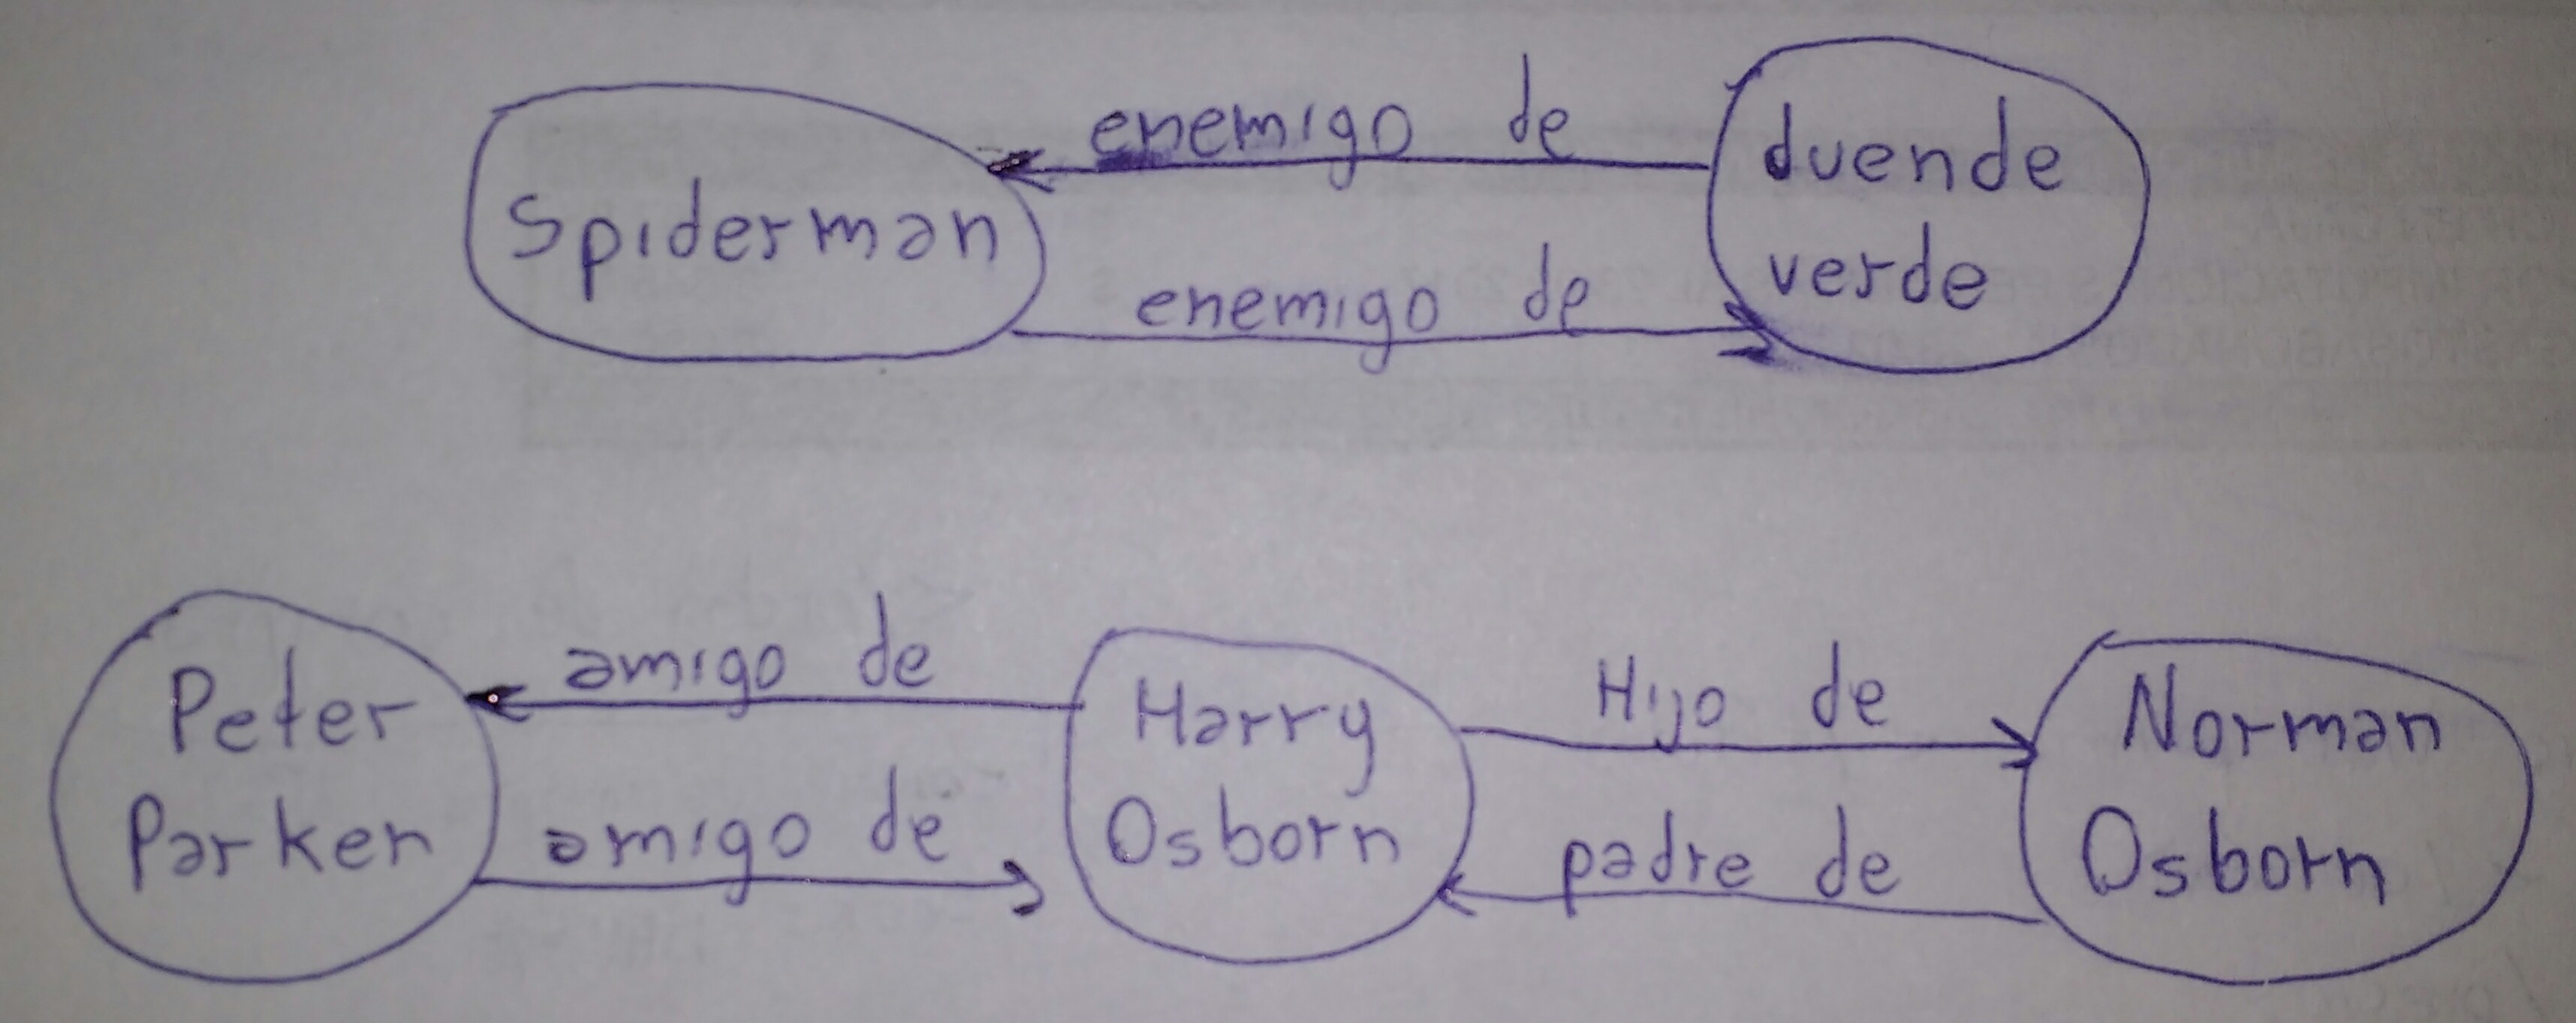 enemigo de
Spiderman
duende
verde
enemigo de
amigo de
Peter
Parker
amigo de
Harry
Osborn
Hijo de
padre de
Norman
Osborn